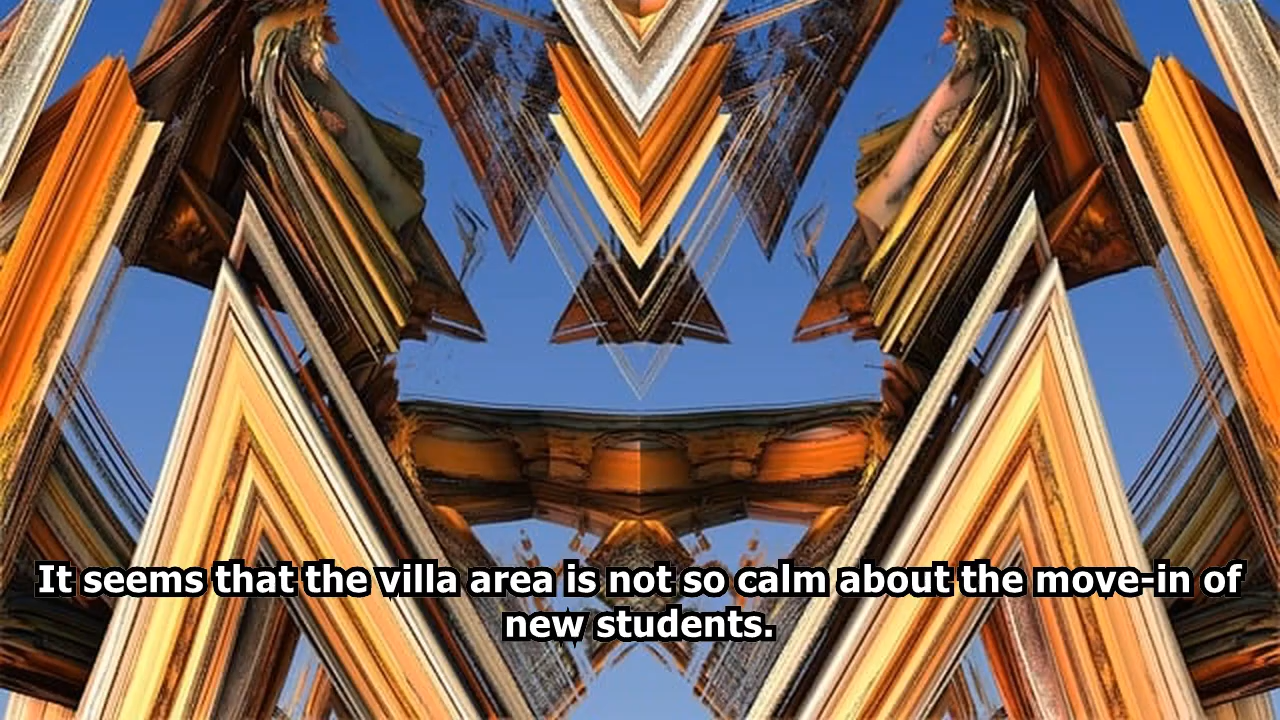 It seems that the villa area is not so calm about the move-in of
new students.